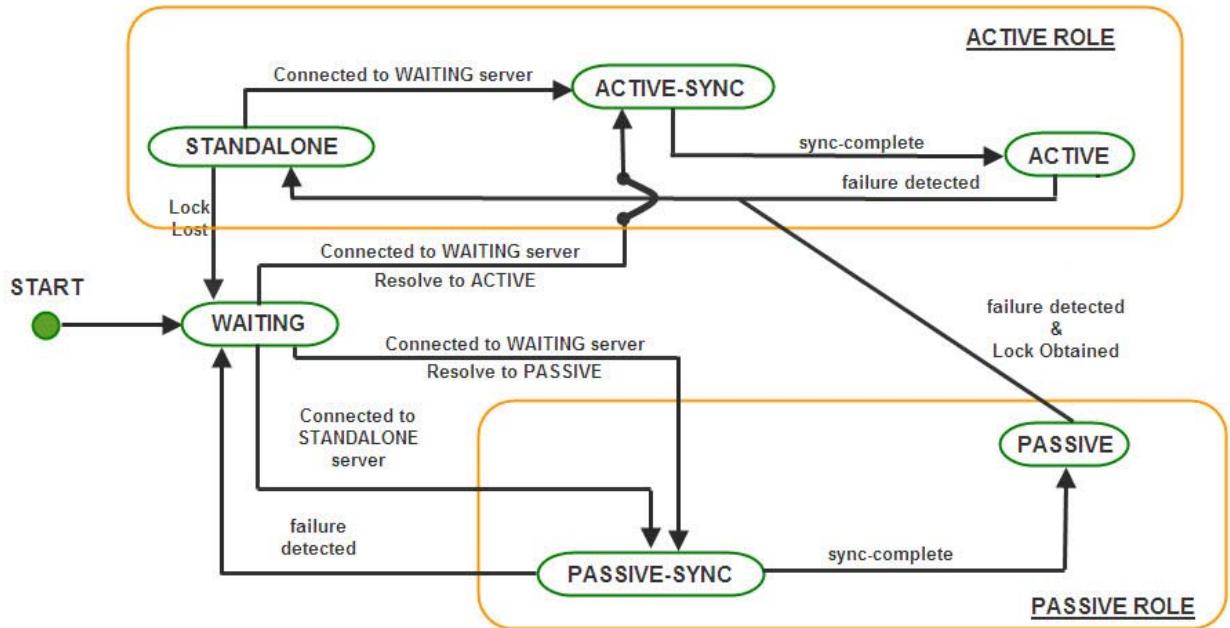 ACTIVE ROLE
Connected to WAITING server
ACTIVE-SYNC
STANDALONE
sync-complete
ACTIVE
failure detected
Lock
Lost
Connected to WAITING server
Resolve to ACTIVE
START
WAITING
failure detected
&
Lock Obtained
Connected to WAITING server
Resolve to PASSIVE
Connected to
STANDALONE
server
PASSIVE
failure
detected
PASSIVE-SYNC
sync-complete
PASSIVE ROLE